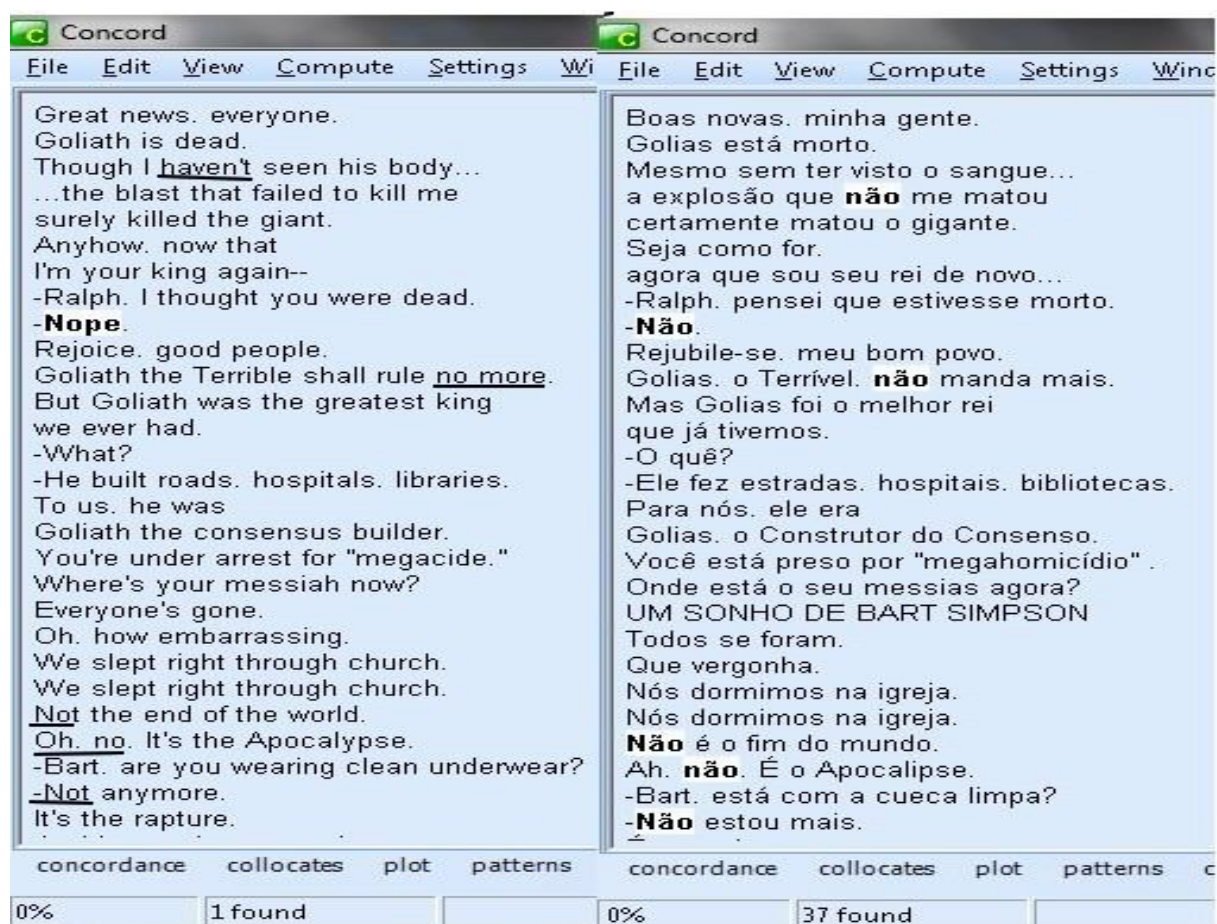 Concord
File Edit View Compute Settings Wi
Great news. everyone.
Goliath is dead.
Though I haven't seen his body...
...the blast that failed to kill me
surely killed the giant.
Anyhow. now that
I'm your king again--
-Ralph. I thought you were dead.
-Nope.
Rejoice. good people.
Goliath the Terrible shall rule no more.
But Goliath was the greatest king
we ever had.
-What?
-He built roads. hospitals. libraries.
To us. he was
Goliath the consensus builder.
You're under arrest for "megacide."
Where's your messiah now?
Everyone's gone.
Oh. how embarrassing.
We slept right through church.
We slept right through church.
Not the end of the world.
Oh. no. It's the Apocalypse.
-Bart. are you wearing clean underwear?
-Not anymore.
It's the rapture.
concordance collocates plot patterns
0% 1 found
Concord
File Edit View Compute Settings Winc
Boas novas. minha gente.
Golias está morto.
Mesmo sem ter visto o sangue...
a explosão que não me matou
certamente matou o gigante.
Seja como for.
agora que sou seu rei de novo...
-Ralph. pensei que estivesse morto.
-Não.
Rejubile-se. meu bom povo.
Golias. o Terrível. não manda mais.
Mas Golias foi o melhor rei
que já tivemos.
-O quê?
-Ele fez estradas. hospitais. bibliotecas.
Para nós. ele era
Golias. o Construtor do Consenso.
Você está preso por "megahomicídio" .
Onde está o seu messias agora?
UM SONHO DE BART SIMPSON
Todos se foram.
Que vergonha.
Nós dormimos na igreja.
Nós dormimos na igreja.
Não é o fim do mundo.
Ah. não. É o Apocalipse.
-Bart. está com a cueca limpa?
-Não estou mais.
concordance collocates plot patterns c
0% 37 found